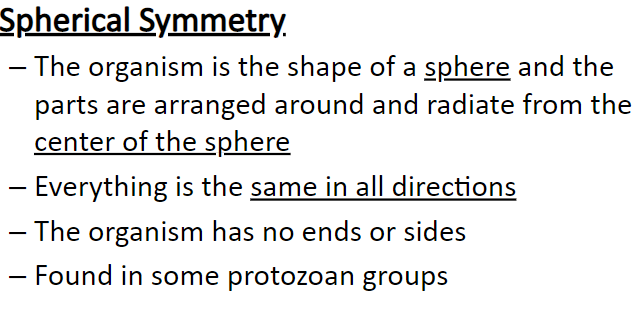 Spherical Symmetry
– The organism is the shape of a sphere and the
parts are arranged around and radiate from the
center of the sphere
– Everything is the same in all directions
– The organism has no ends or sides
– Found in some protozoan groups